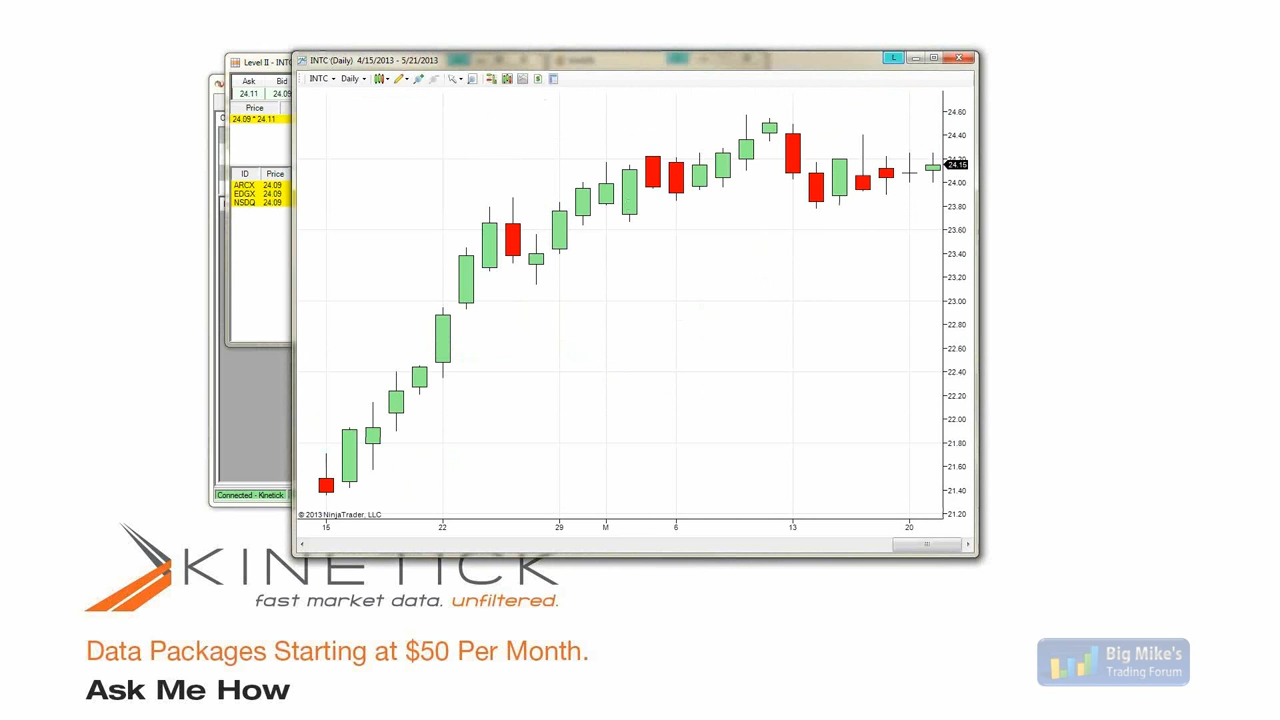 Level II - INTC
Ask Bid
24.11 24.09
Price
24.09 * 24.11
ID Price
ARCX 24.09
EDGX 24.09
NSDQ 24.09
Connected - Kinetick
INTC (Daily) 4/15/2013 - 5/21/2013
L
INTC Daily
24.60
24.40
24.20
24.15
24.00
23.80
23.60
23.40
23.20
23.00
22.80
22.60
22.40
22.20
22.00
21.80
21.60
21.40
21.20
© 2013 NinjaTrader, LLC
15 22 29 M 6 13 20
KINETICK
fast market data. unfiltered.
Data Packages Starting at $50 Per Month.
Ask Me How
Big Mike's
Trading Forum